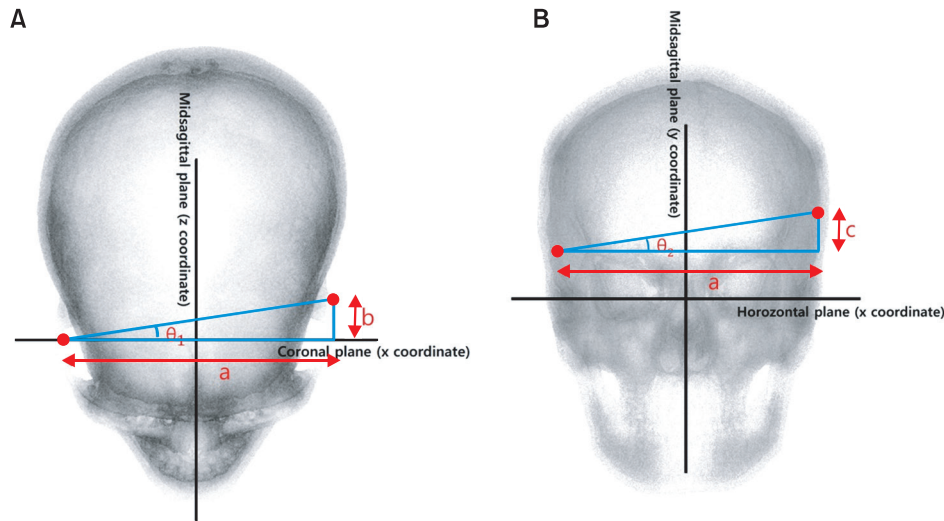 A
Midsagittal plane (z coordinate)
b
θ1
Coronal plane (x coordinate)
a
B
Midsagittal plane (y coordinate)
c
θ2
a
Horozontal plane (x coordinate)